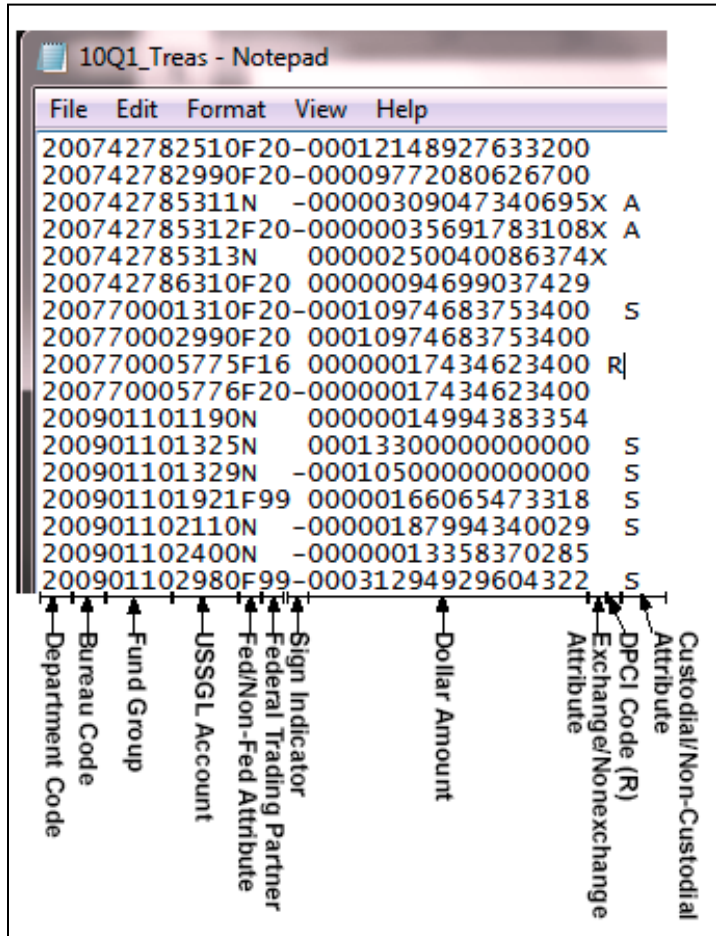 10Q1_Treas - Notepad
File Edit Format View Help
200742782510F20-00012148927633200
200742782990F20-00009772080626700
200742785311N  -00000309047340695X A
200742785312F20-00000035691783108X A
200742785313N   00000250040086374X
200742786310F20 00000094699037429
200770001310F20-00010974683753400  S
200770002990F20 00010974683753400
200770005775F16 00000017434623400 R
200770005776F20-00000017434623400
200901101190N   00000014994383354
200901101325N   00013300000000000  S
200901101329N  -00010500000000000  S
200901101921F99 00000166065473318  S
200901102110N  -00000187994340029  S
200901102400N  -00000013358370285
200901102980F99-00031294929604322  S
Department Code
Bureau Code
Fund Group
USSGL Account
Fed/Non-Fed Attribute
Federal Trading Partner
Sign Indicator
Dollar Amount
Exchange/Nonexchange
Attribute
DPCI Code (R)
Custodial/Non-Custodial
Attribute